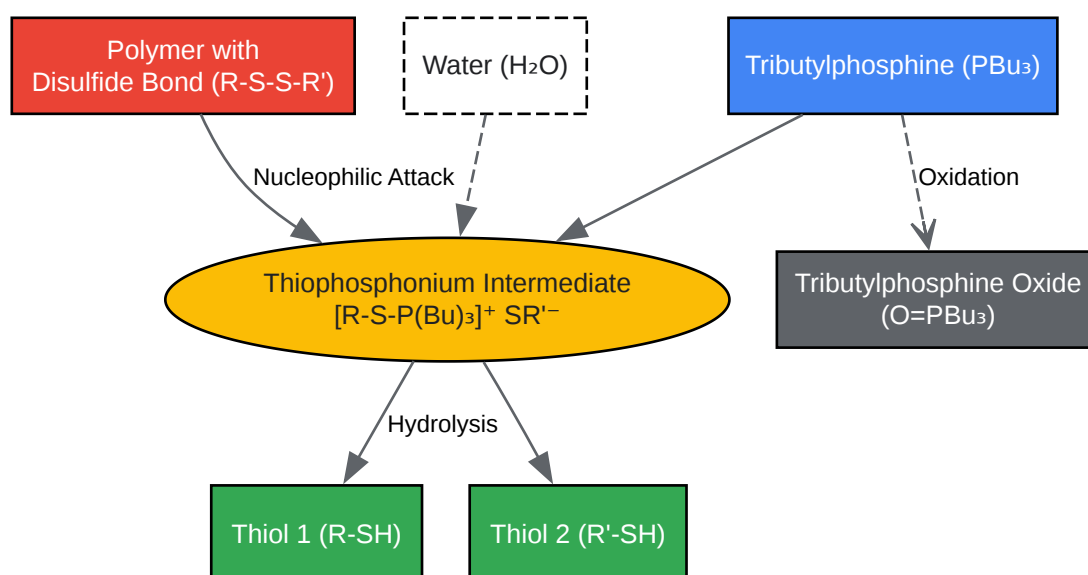 Polymer with
Disulfide Bond (R-S-S-R')
Water (H₂O)
Tributylphosphine (PBu₃)
Nucleophilic Attack
Oxidation
Thiophosphonium Intermediate
[R-S-P(Bu)₃]⁺ SR'⁻
Tributylphosphine Oxide
(O=PBu₃)
Hydrolysis
Thiol 1 (R-SH)
Thiol 2 (R'-SH)